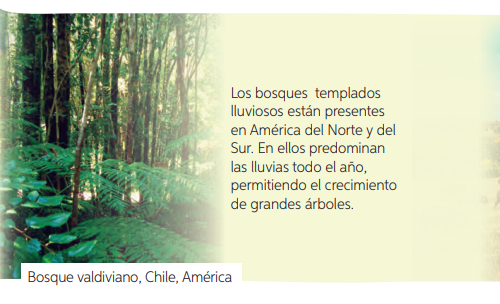 Los bosques templados
lluviosos están presentes
en América del Norte y del
Sur. En ellos predominan
las lluvias todo el año,
permitiendo el crecimiento
de grandes árboles.
Bosque valdiviano, Chile, América